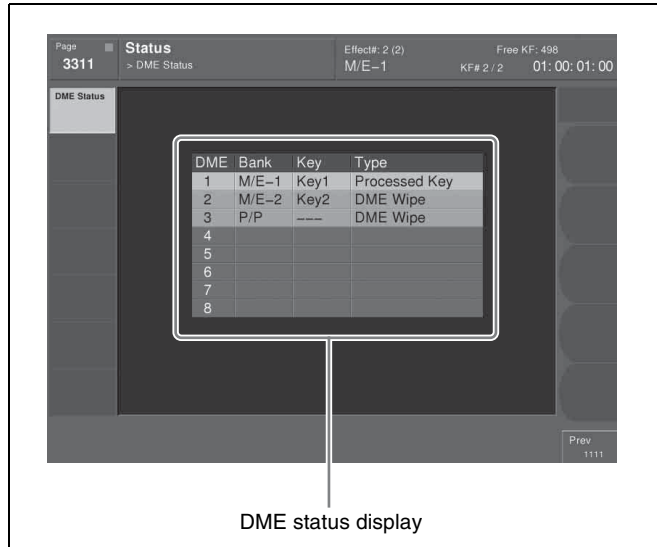 Page
3311
Status
> DME Status
Effect#: 2 (2)
M/E–1
Free KF: 498
KF# 2 / 2
01: 00: 01: 00
DME Status
DME Bank Key Type
1 M/E–1 Key1 Processed Key
2 M/E–2 Key2 DME Wipe
3 P/P ––– DME Wipe
4
5
6
7
8
Prev
1111
DME status display